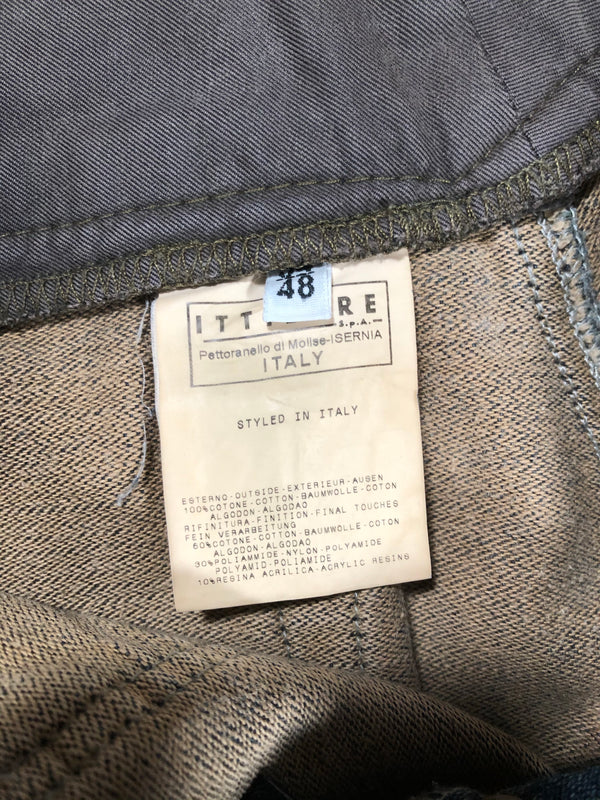 48
S.p.A.
Pettoranello di Molise-ISERNIA
ITALY
STYLED IN ITALY
ESTERNO-OUTSIDE-EXTERIEUR-AUSEN
100%COTONE-COTTON-BAUMWOLLE-COTON
ALGODON-ALGODAO
RIFINITURA-FINITION-FINAL TOUCHES
FEIN VERARBEITUNG
60%COTONE-COTTON-BAUMWOLLE-COTON
ALGODON-ALGODAO
30%POLIAMMIDE-NYLON-POLYAMIDE
POLYAMID-POLIAMIDE
10%RESINA ACRILICA-ACRYLIC RESINS